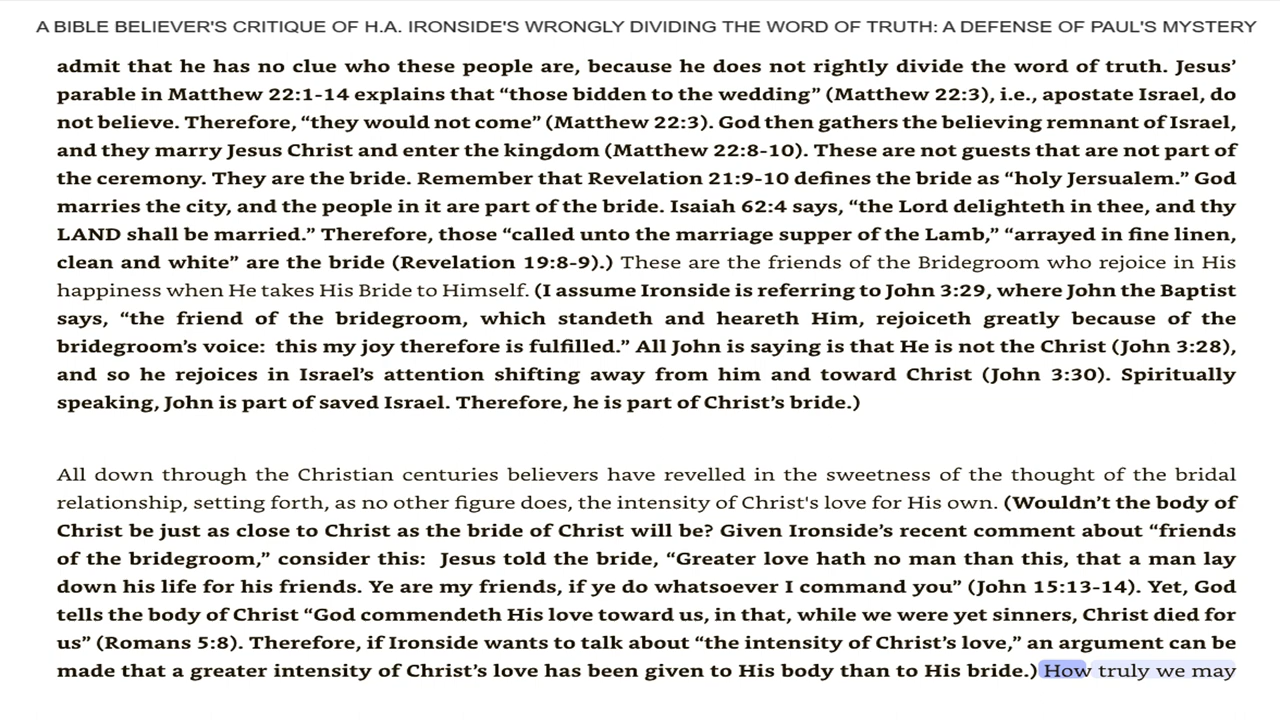 A BIBLE BELIEVER'S CRITIQUE OF H.A. IRONSIDE'S WRONGLY DIVIDING THE WORD OF TRUTH: A DEFENSE OF PAUL'S MYSTERY
admit that he has no clue who these people are, because he does not rightly divide the word of truth. Jesus’
parable in Matthew 22:1-14 explains that “those bidden to the wedding” (Matthew 22:3), i.e., apostate Israel, do
not believe. Therefore, “they would not come” (Matthew 22:3). God then gathers the believing remnant of Israel,
and they marry Jesus Christ and enter the kingdom (Matthew 22:8-10). These are not guests that are not part of
the ceremony. They are the bride. Remember that Revelation 21:9-10 defines the bride as “holy Jersualem.” God
marries the city, and the people in it are part of the bride. Isaiah 62:4 says, “the Lord delighteth in thee, and thy
LAND shall be married.” Therefore, those “called unto the marriage supper of the Lamb,” “arrayed in fine linen,
clean and white” are the bride (Revelation 19:8-9).) These are the friends of the Bridegroom who rejoice in His
happiness when He takes His Bride to Himself. (I assume Ironside is referring to John 3:29, where John the Baptist
says, “the friend of the bridegroom, which standeth and heareth Him, rejoiceth greatly because of the
bridegroom’s voice: this my joy therefore is fulfilled.” All John is saying is that He is not the Christ (John 3:28),
and so he rejoices in Israel’s attention shifting away from him and toward Christ (John 3:30). Spiritually
speaking, John is part of saved Israel. Therefore, he is part of Christ’s bride.)
All down through the Christian centuries believers have revelled in the sweetness of the thought of the bridal
relationship, setting forth, as no other figure does, the intensity of Christ's love for His own. (Wouldn’t the body of
Christ be just as close to Christ as the bride of Christ will be? Given Ironside’s recent comment about “friends
of the bridegroom,” consider this: Jesus told the bride, “Greater love hath no man than this, that a man lay
down his life for his friends. Ye are my friends, if ye do whatsoever I command you” (John 15:13-14). Yet, God
tells the body of Christ “God commendeth His love toward us, in that, while we were yet sinners, Christ died for
us” (Romans 5:8). Therefore, if Ironside wants to talk about “the intensity of Christ’s love,” an argument can be
made that a greater intensity of Christ’s love has been given to His body than to His bride.) How truly we may